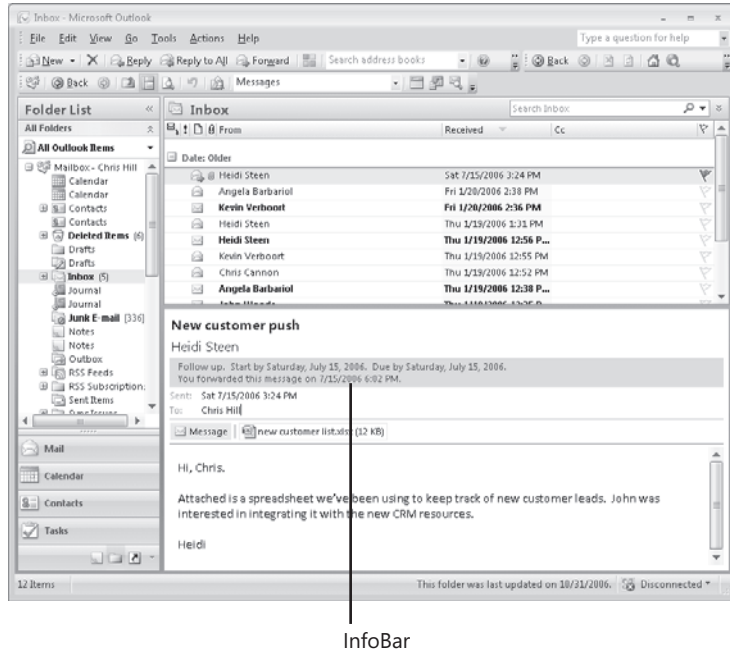 Inbox - Microsoft Outlook
File Edit View Go Tools Actions Help
Type a question for help
New Reply Reply to All Forward Search address books Back
Back Messages
Folder List « Inbox Search Inbox
All Folders From Received Cc
All Outlook Items Date: Older
Mailbox - Chris Hill Heidi Steen Sat 7/15/2006 3:24 PM
Calendar Angela Barbariol Fri 1/20/2006 2:38 PM
Calendar
Contacts Kevin Verboort Fri 1/20/2006 2:36 PM
Contacts Heidi Steen Thu 1/19/2006 1:31 PM
Deleted Items (6) Heidi Steen Thu 1/19/2006 12:56 P...
Drafts Kevin Verboort Thu 1/19/2006 12:55 PM
Drafts
Inbox (5) Chris Cannon Thu 1/19/2006 12:52 PM
Journal Angela Barbariol Thu 1/19/2006 12:38 P...
Journal John Woods Thu 1/19/2006 12:35 P...
Junk E-mail [336]
Notes
Notes
Outbox
RSS Feeds
RSS Subscription:
Sent Items
Sync Issues
Mail
Calendar
Contacts
Tasks
New customer push
Heidi Steen
Follow up. Start by Saturday, July 15, 2006. Due by Saturday, July 15, 2006.
You forwarded this message on 7/15/2006 6:02 PM.
Sent: Sat 7/15/2006 3:24 PM
To: Chris Hill
Message new customer list.xlsx (12 KB)
Hi, Chris.
Attached is a spreadsheet we've been using to keep track of new customer leads. John was
interested in integrating it with the new CRM resources.
Heidi
12 Items This folder was last updated on 10/31/2006. Disconnected
InfoBar